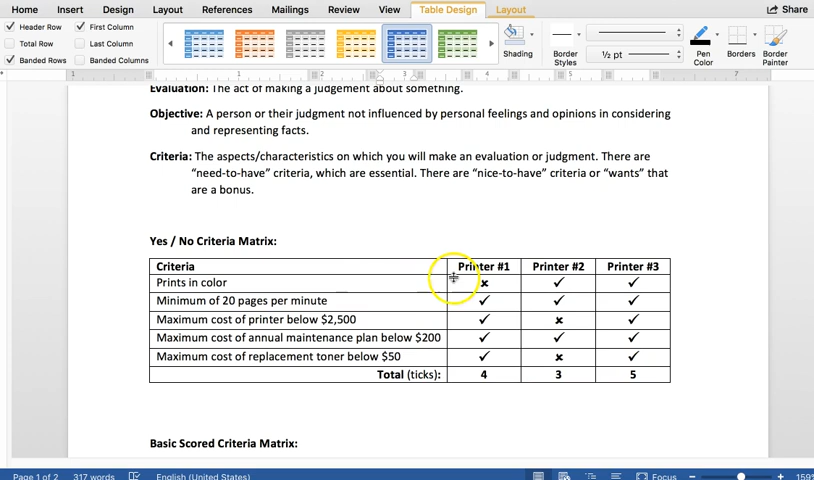 Home Insert Design Layout References Mailings Review View Table Design Layout Share
Header Row First Column
Total Row Last Column
Banded Rows Banded Columns
Shading Border Styles ½ pt Pen Color Borders Border Painter
1 1 2 3 4 5 7
Evaluation: The act of making a judgement about something.
Objective: A person or their judgment not influenced by personal feelings and opinions in considering
and representing facts.
Criteria: The aspects/characteristics on which you will make an evaluation or judgment. There are
“need-to-have” criteria, which are essential. There are “nice-to-have” criteria or “wants” that
are a bonus.
Yes / No Criteria Matrix:
Criteria Printer #1 Printer #2 Printer #3
Prints in color ✖ ✓ ✓
Minimum of 20 pages per minute ✓ ✓ ✓
Maximum cost of printer below $2,500 ✓ ✖ ✓
Maximum cost of annual maintenance plan below $200 ✓ ✓ ✓
Maximum cost of replacement toner below $50 ✓ ✖ ✓
Total (ticks): 4 3 5
Basic Scored Criteria Matrix:
Page 1 of 2 317 words English (United States) Focus 159%